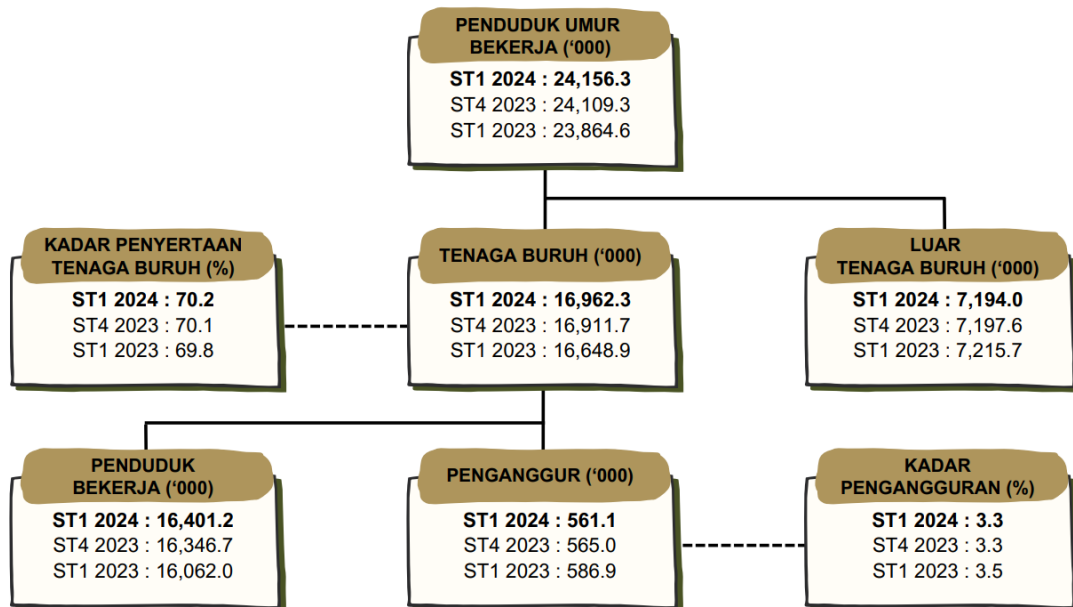 PENDUDUK UMUR
BEKERJA (‘000)
ST1 2024 : 24,156.3
ST4 2023 : 24,109.3
ST1 2023 : 23,864.6
KADAR PENYERTAAN
TENAGA BURUH (%)
ST1 2024 : 70.2
ST4 2023 : 70.1
ST1 2023 : 69.8
TENAGA BURUH (‘000)
ST1 2024 : 16,962.3
ST4 2023 : 16,911.7
ST1 2023 : 16,648.9
LUAR
TENAGA BURUH (‘000)
ST1 2024 : 7,194.0
ST4 2023 : 7,197.6
ST1 2023 : 7,215.7
PENDUDUK
BEKERJA (‘000)
ST1 2024 : 16,401.2
ST4 2023 : 16,346.7
ST1 2023 : 16,062.0
PENGANGGUR (‘000)
ST1 2024 : 561.1
ST4 2023 : 565.0
ST1 2023 : 586.9
KADAR
PENGANGGURAN (%)
ST1 2024 : 3.3
ST4 2023 : 3.3
ST1 2023 : 3.5